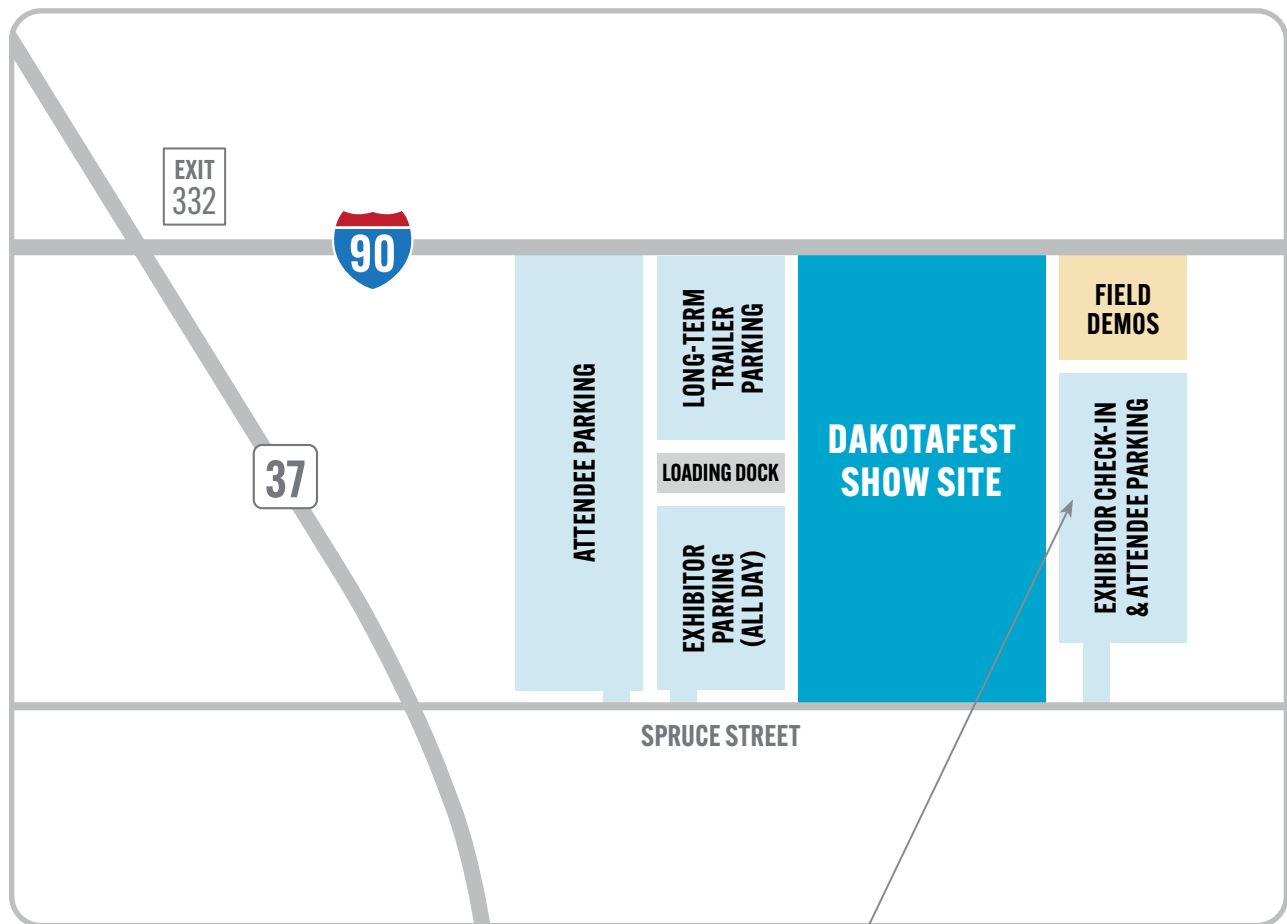 EXIT
332
90
37
ATTENDEE PARKING
LONG-TERM
TRAILER
PARKING
LOADING DOCK
EXHIBITOR
PARKING
(ALL DAY)
DAKOTAFEST
SHOW SITE
FIELD
DEMOS
EXHIBITOR CHECK-IN
& ATTENDEE PARKING
SPRUCE STREET